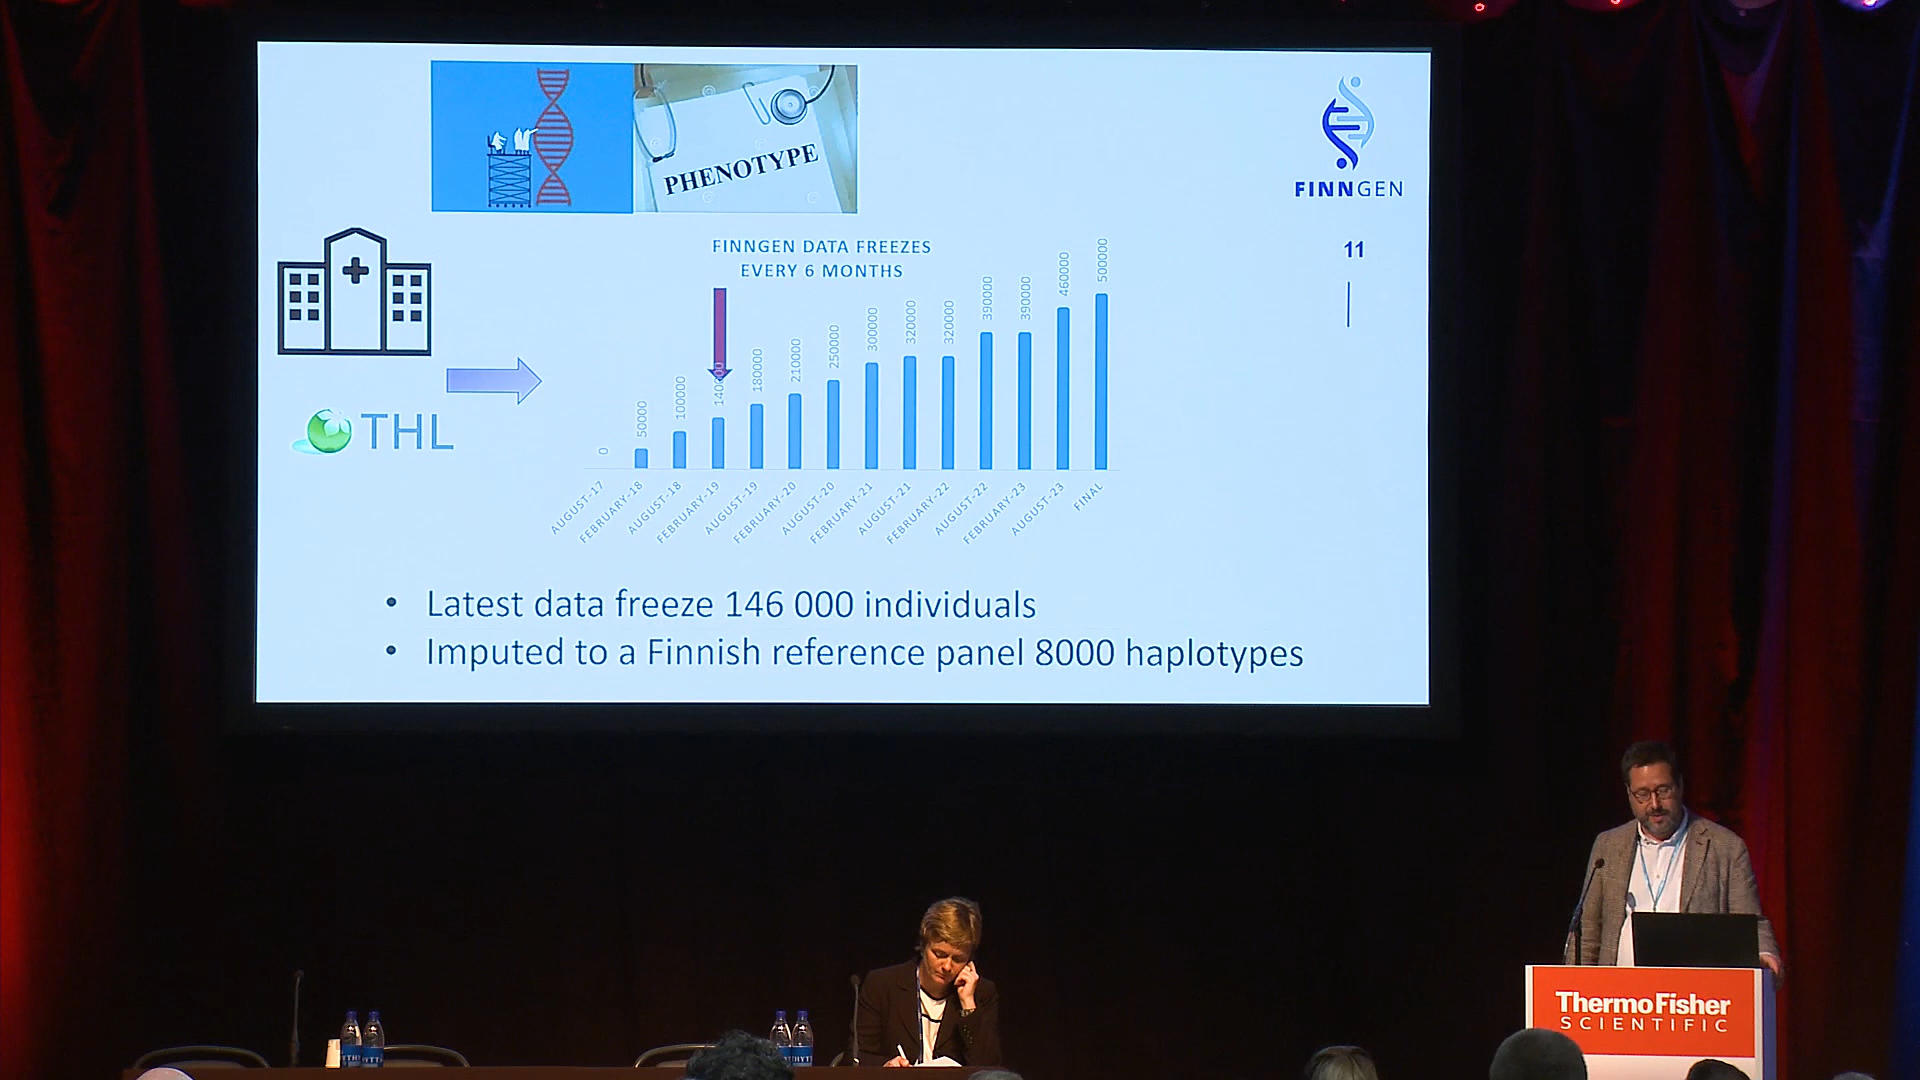 PHENOTYPE
FINNGEN
11
FINNGEN DATA FREEZES
EVERY 6 MONTHS
THL
0
50000
100000
180000
210000
250000
300000
320000
320000
390000
390000
460000
500000
AUGUST-17
FEBRUARY-18
AUGUST-18
FEBRUARY-19
AUGUST-19
FEBRUARY-20
AUGUST-20
FEBRUARY-21
AUGUST-21
FEBRUARY-22
AUGUST-22
FEBRUARY-23
AUGUST-23
FINAL
• Latest data freeze 146 000 individuals
• Imputed to a Finnish reference panel 8000 haplotypes
ThermoFisher
SCIENTIFIC